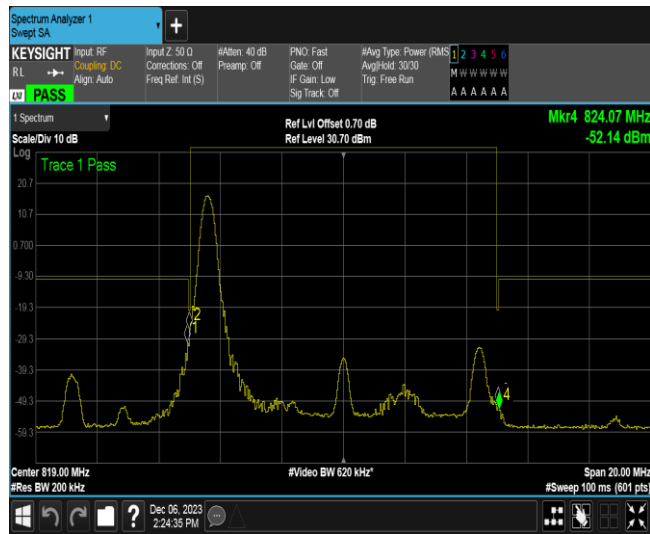 Spectrum Analyzer 1
Swept SA
+
KEYSIGHT Input: RF Input Z: 50 Ω #Atten: 40 dB PNO: Fast #Avg Type: Power (RMS 1 2 3 4 5 6
RL Coupling: DC Corrections: Off Preamp: Off Gate: Off Avg|Hold: 30/30 M W W W W W
Align: Auto Freq Ref: Int (S) IF Gain: Low Trig: Free Run
LXI PASS Sig Track: Off A A A A A A
1 Spectrum
Ref Lvl Offset 0.70 dB Mkr4 824.07 MHz
Scale/Div 10 dB Ref Level 30.70 dBm -52.14 dBm
Log
Trace 1 Pass
20.7
10.7
0.700
-9.30
-19.3
2
1
-29.3
-39.3
4
-49.3
-59.3
Center 819.00 MHz #Video BW 620 kHz* Span 20.00 MHz
#Res BW 200 kHz #Sweep 100 ms (601 pts)
? Dec 06, 2023
2:24:35 PM